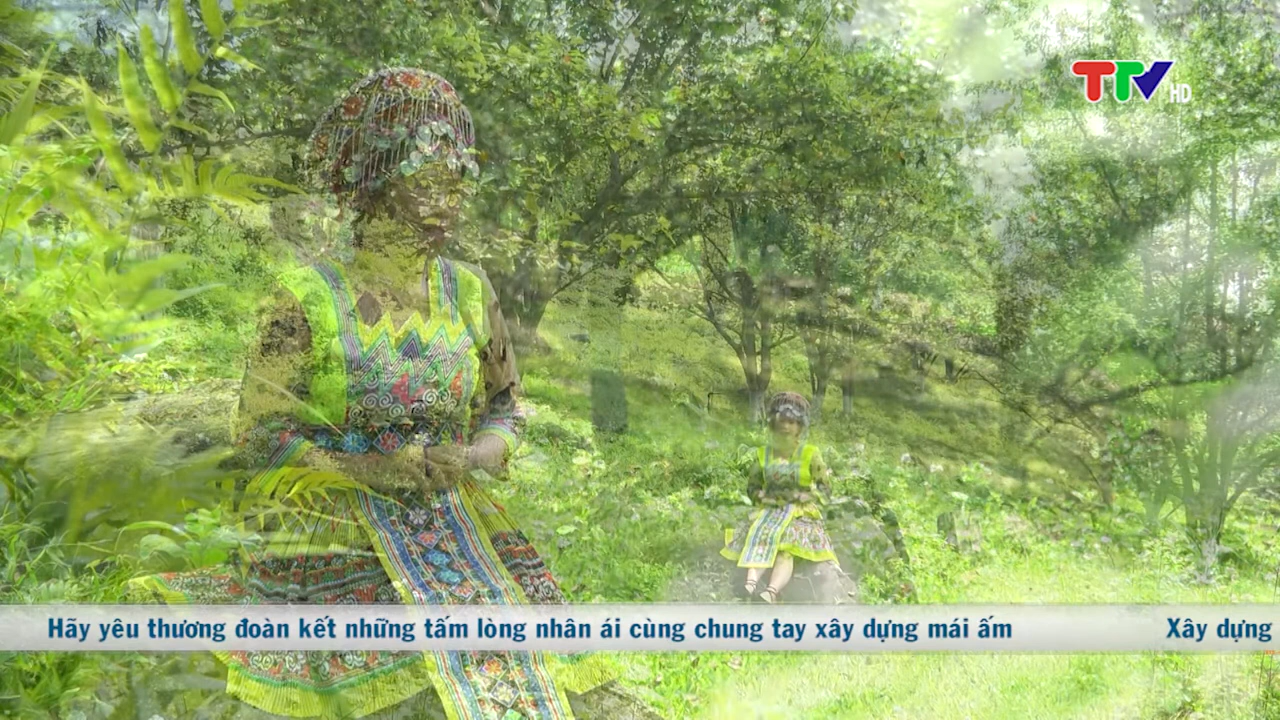 TTV HD
Hãy yêu thương đoàn kết những tấm lòng nhân ái cùng chung tay xây dựng mái ấm Xây dựng